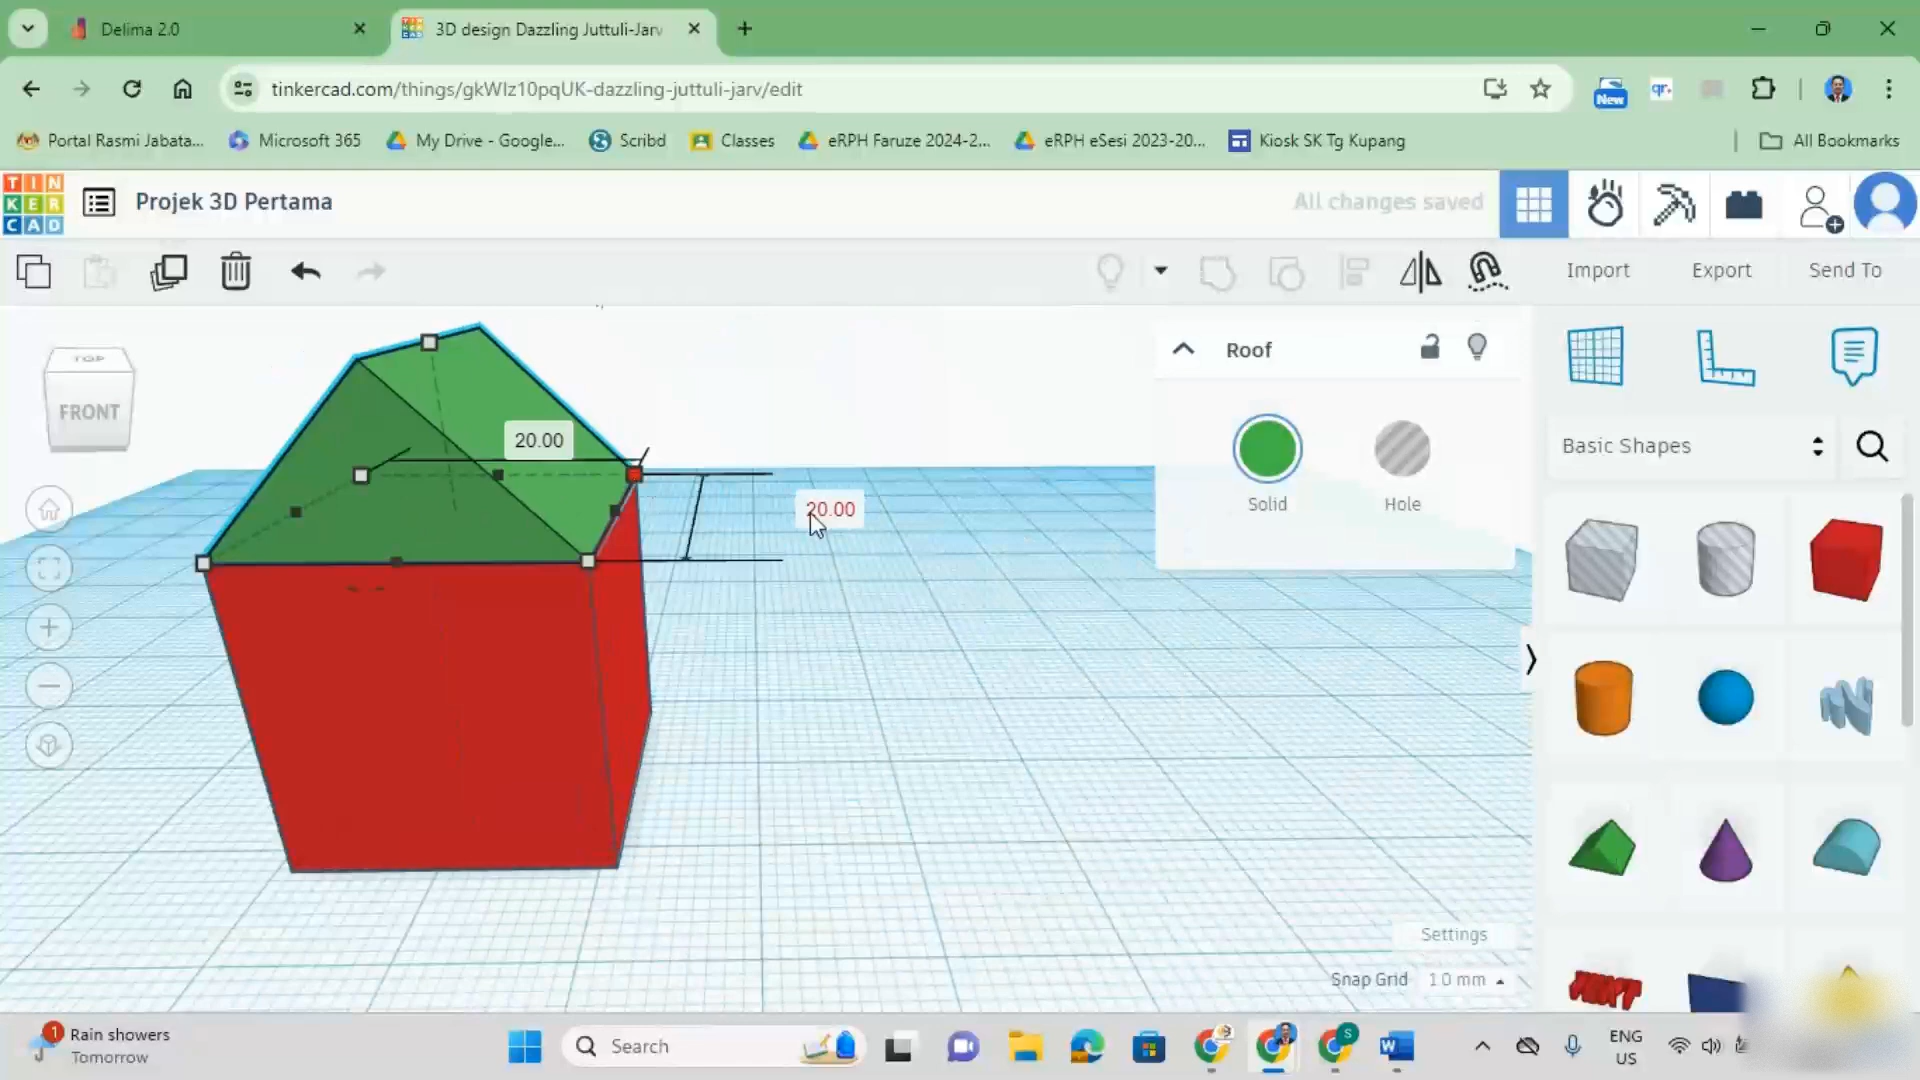 Delima 2.0
3D design Dazzling Juttuli-Jarv
tinkercad.com/things/gkWlz10pqUK-dazzling-juttuli-jarv/edit
New
qr.
Portal Rasmi Jabata...
Microsoft 365
My Drive - Google...
Scribd
Classes
eRPH Faruze 2024-2...
eRPH eSesi 2023-20...
Kiosk SK Tg Kupang
All Bookmarks
TIN
KER
CAD
Projek 3D Pertama
All changes saved
Import
Export
Send To
TOP
FRONT
20.00
20.00
Roof
Solid
Hole
Basic Shapes
TEXT
Settings
Snap Grid 1.0 mm
1
Rain showers
Tomorrow
Search
S
W
ENG
US